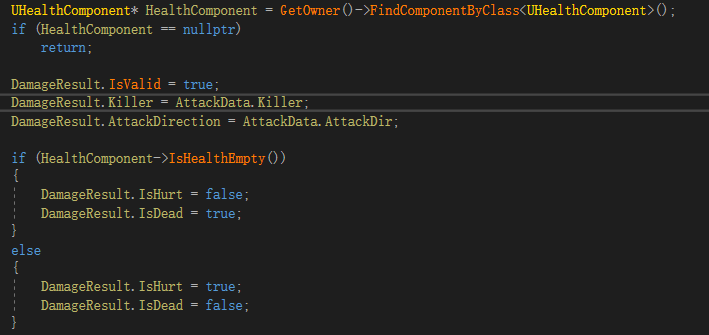 UHealthComponent* HealthComponent = GetOwner()->FindComponentByClass<UHealthComponent>();
if (HealthComponent == nullptr)
return;
DamageResult.IsValid = true;
DamageResult.Killer = AttackData.Killer;
DamageResult.AttackDirection = AttackData.AttackDir;
if (HealthComponent->IsHealthEmpty())
{
DamageResult.IsHurt = false;
DamageResult.IsDead = true;
}
else
{
DamageResult.IsHurt = true;
DamageResult.IsDead = false;
}